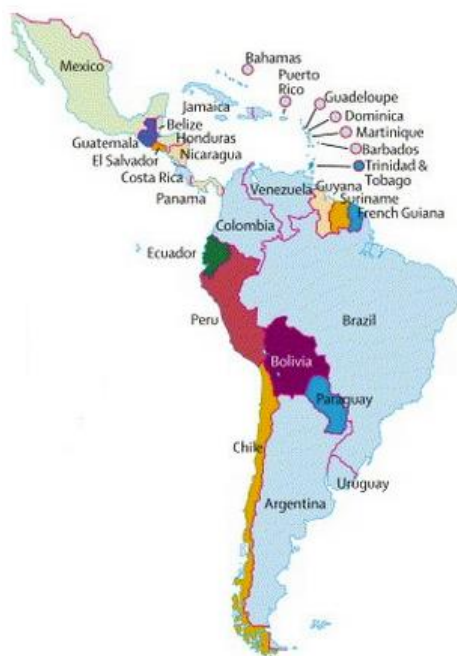 Mexico
Bahamas
Puerto
Rico
Jamaica
Guadeloupe
Dominica
Martinique
Barbados
Trinidad &
Tobago
Belize
Guatemala
Honduras
El Salvador
Nicaragua
Costa Rica
Panama
Venezuela
Guyana
Suriname
French Guiana
Colombia
Ecuador
Peru
Brazil
Bolivia
Paraguay
Chile
Uruguay
Argentina